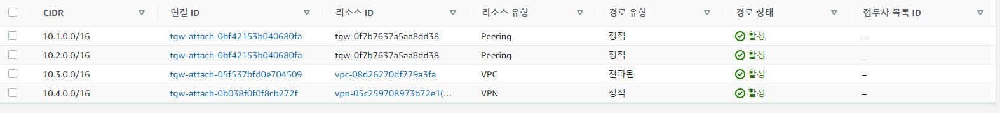 CIDR 연결 ID 리소스 ID 리소스 유형 경로 유형 경로 상태 접두사 목록 ID
10.1.0.0/16 tgw-attach-0bf42153b040680fa tgw-0f7b7637a5aa8dd38 Peering 정적 활성 –
10.2.0.0/16 tgw-attach-0bf42153b040680fa tgw-0f7b7637a5aa8dd38 Peering 정적 활성 –
10.3.0.0/16 tgw-attach-05f537bfd0e704509 vpc-08d26270df779a3fa VPC 전파됨 활성 –
10.4.0.0/16 tgw-attach-0b038f0f0f8cb272f vpn-05c259708973b72e1(... VPN 정적 활성 –